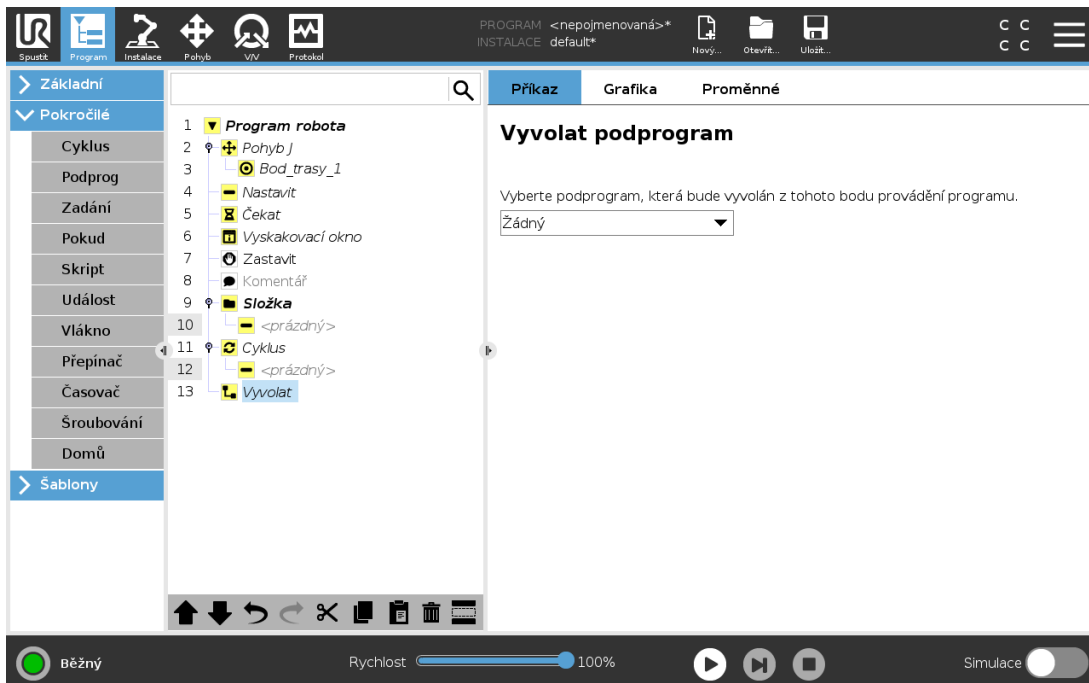 UR
PROGRAM <nepojmenovaná>*
INSTALACE default*
C C
C C
Spustit Program Instalace Pohyb V/V Protokol Nový... Otevřít... Uložit...
Základní
Pokročilé
Cyklus
Podprog
Zadání
Pokud
Skript
Událost
Vlákno
Přepínač
Časovač
Šroubování
Domů
Šablony
1 Program robota
2 Pohyb J
3 Bod_trasy_1
4 Nastavit
5 Čekat
6 Vyskakovací okno
7 Zastavit
8 Komentář
9 Složka
10 <prázdný>
11 Cyklus
12 <prázdný>
13 Vyvolat
Příkaz Grafika Proměnné
Vyvolat podprogram
Vyberte podprogram, která bude vyvolán z tohoto bodu provádění programu.
Žádný
Běžný
Rychlost 100%
Simulace